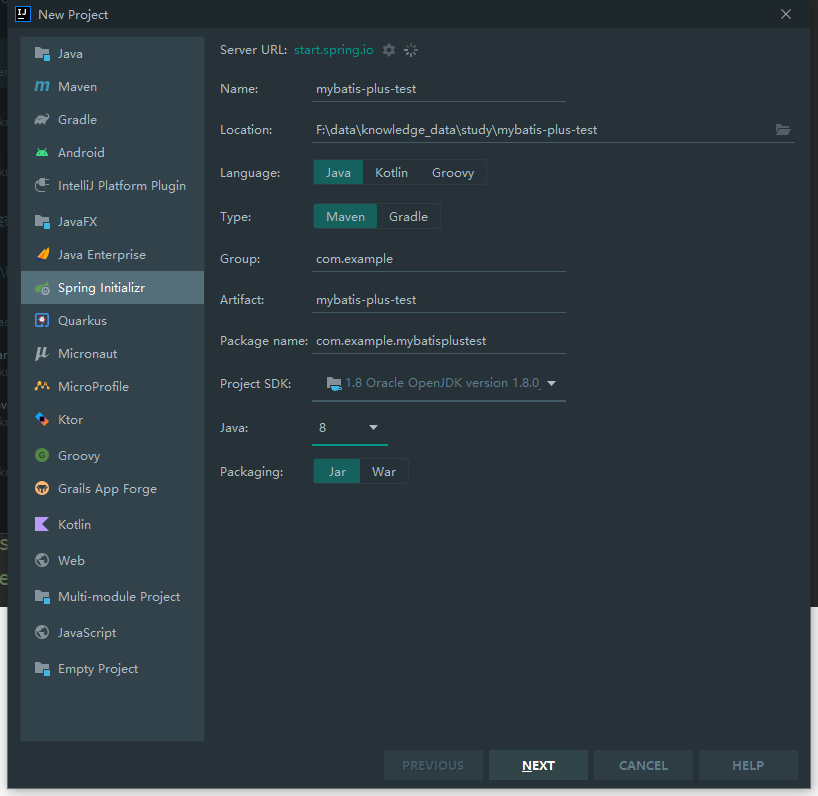 New Project
Java
Maven
Gradle
Android
IntelliJ Platform Plugin
JavaFX
Java Enterprise
Spring Initializr
Quarkus
Micronaut
MicroProfile
Ktor
Groovy
Grails App Forge
Kotlin
Web
Multi-module Project
JavaScript
Empty Project
Server URL: start.spring.io
Name: mybatis-plus-test
Location: F:\data\knowledge_data\study\mybatis-plus-test
Language: Java Kotlin Groovy
Type: Maven Gradle
Group: com.example
Artifact: mybatis-plus-test
Package name: com.example.mybatisplustest
Project SDK: 1.8 Oracle OpenJDK version 1.8.0
Java: 8
Packaging: Jar War
PREVIOUS NEXT CANCEL HELP